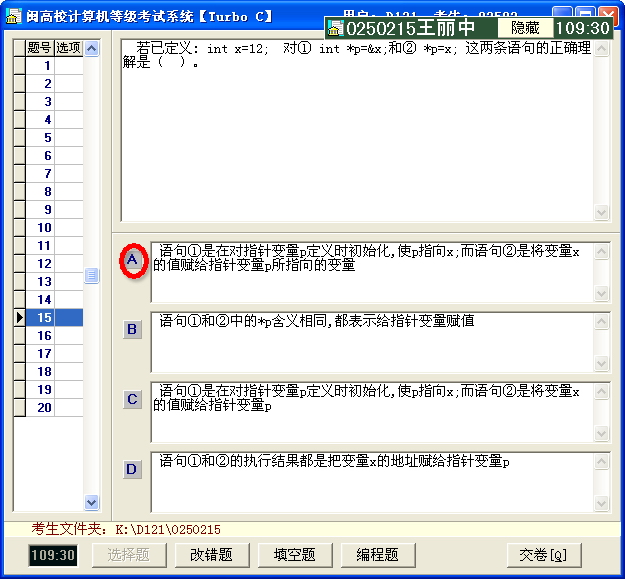 闽高校计算机等级考试系统【Turbo C】
0250215王丽中 隐藏 109:30
题号 选项
1
2
3
4
5
6
7
8
9
10
11
12
13
14
15
16
17
18
19
20
若已定义: int x=12; 对① int *p=&x;和② *p=x; 这两条语句的正确理
解是( )。
A 语句①是在对指针变量p定义时初始化,使p指向x;而语句②是将变量x
的值赋给指针变量p所指向的变量
B 语句①和②中的*p含义相同,都表示给指针变量赋值
C 语句①是在对指针变量p定义时初始化,使p指向x;而语句②是将变量x
的值赋给指针变量p
D 语句①和②的执行结果都是把变量x的地址赋给指针变量p
考生文件夹: K:\D121\0250215
109:30 选择题 改错题 填空题 编程题 交卷[Q]